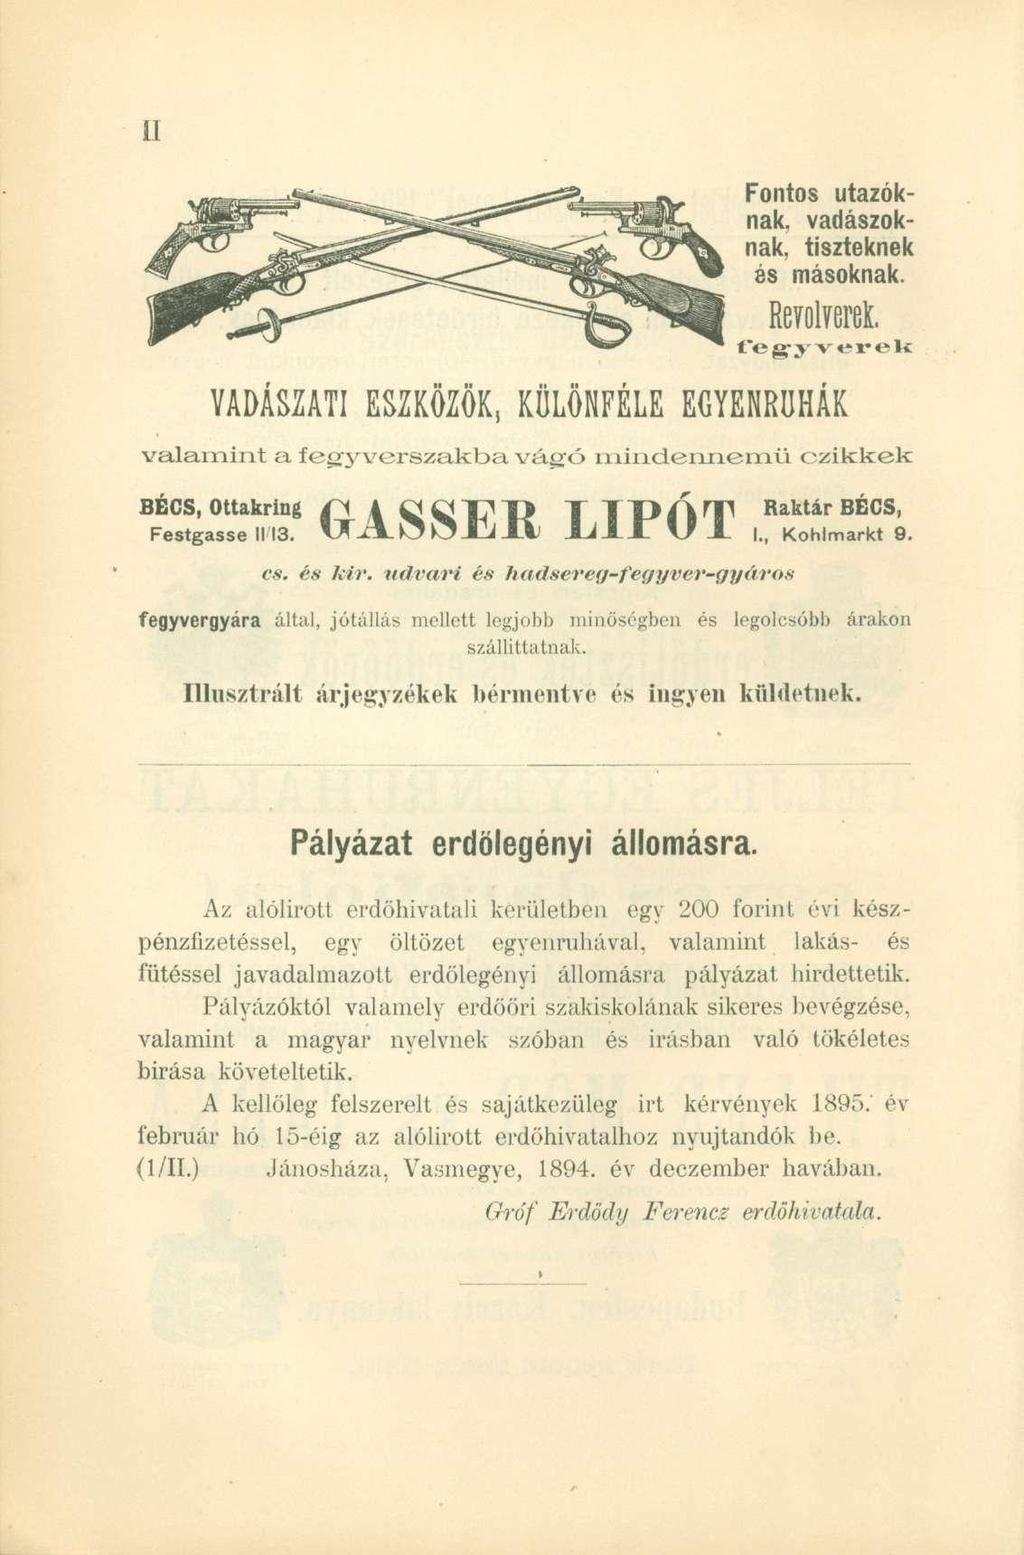 II
Fontos utazók-
nak, vadászok-
nak, tiszteknek
és másoknak.
Revolverek.
fegyverek
VADÁSZATI ESZKÖZÖK, KÜLÖNFÉLE EGYENRUHÁK
valamint a fegyverszakba vágó mindennemü czikkek
BÉCS, Ottakring
Festgasse 11/13.
GASSER LIPÓT
Raktár BÉCS,
I., Kohlmarkt 9.
cs. és kir. udvari és hadsereg-fegyver-gyáros
fegyvergyára által, jótállás mellett legjobb minőségben és legolcsóbb árakon
szállittatnak.
Illusztrált árjegyzékek bérmentve és ingyen küldetnek.
Pályázat erdőlegényi állomásra.
Az alólirott erdőhivatali kerületben egy 200 forint évi kész-
pénzfizetéssel, egy öltözet egyenruhával, valamint lakás- és
fütéssel javadalmazott erdőlegényi állomásra pályázat hirdettetik.
Pályázóktól valamely erdőőri szakiskolának sikeres bevégzése,
valamint a magyar nyelvnek szóban és irásban való tökéletes
birása követeltetik.
A kellőleg felszerelt és sajátkezüleg irt kérvények 1895. év
február hó 15-éig az alólirott erdőhivatalhoz nyujtandók be.
(1/II.) Jánosháza, Vasmegye, 1894. év deczember havában.
Gróf Erdődy Ferencz erdőhivatala.